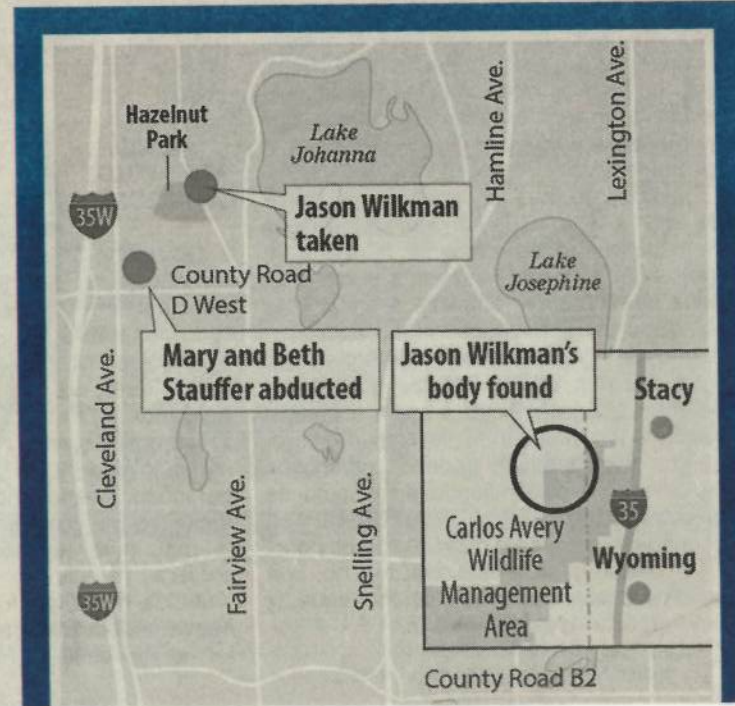 Hazelnut
Park
Lake
Johanna
Hamline Ave.
Lexington Ave.
35W
Jason Wilkman
taken
County Road
D West
Lake
Josephine
Mary and Beth
Stauffer abducted
Jason Wilkman's
body found
Stacy
Cleveland Ave.
Fairview Ave.
Snelling Ave.
35
Carlos Avery
Wildlife
Management
Area
Wyoming
35W
County Road B2